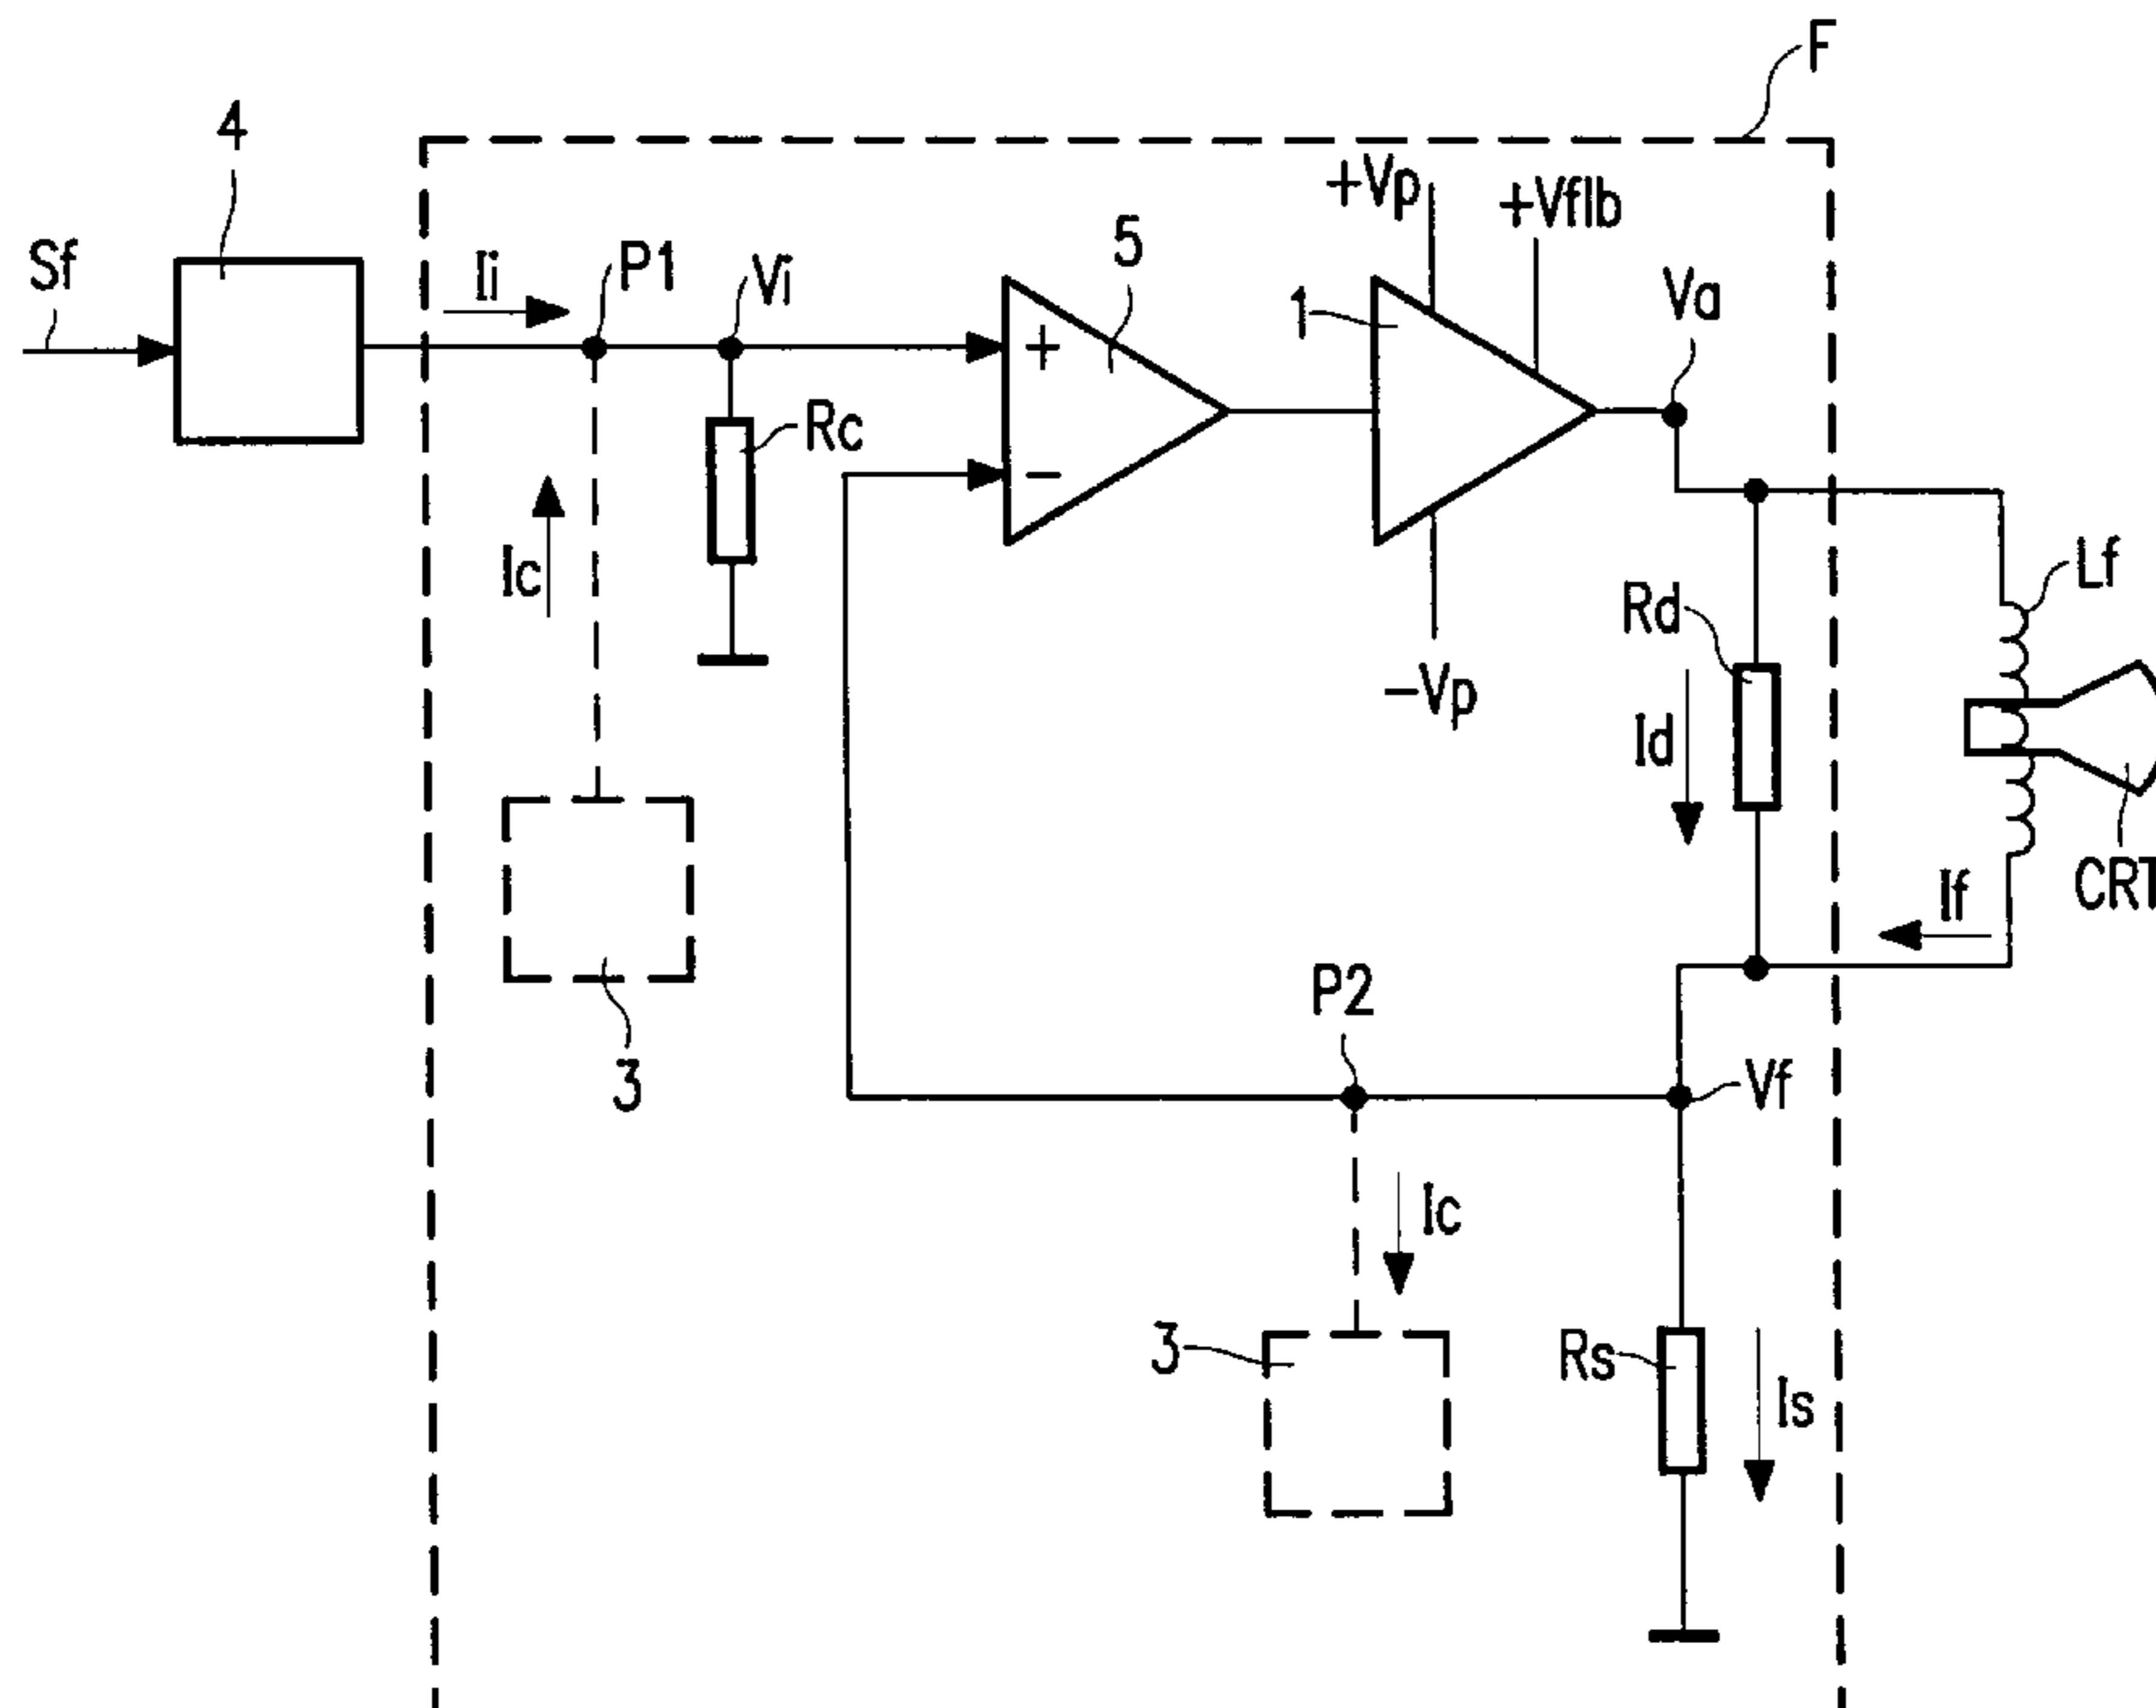 F
4
+Vp
+Vflb
Sf
Ii
P1
Vi
5
1
Va
Rc
+
−
Ic
−Vp
Rd
Lf
Id
CRT
If
3
P2
Vf
Ic
3
Rs
Is